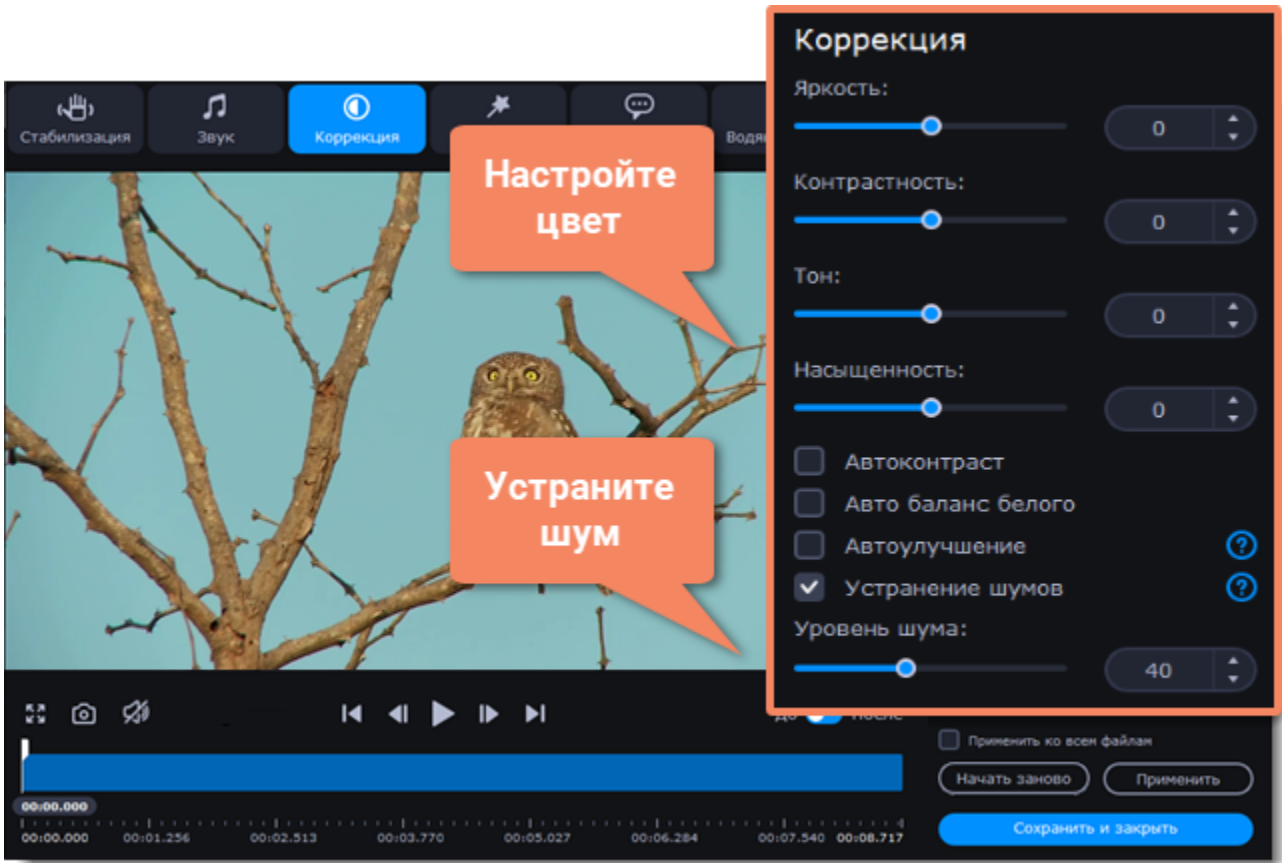 Коррекция
Яркость:
0
Контрастность:
0
Тон:
0
Насыщенность:
0
Автоконтраст
Авто баланс белого
Автоулучшение
?
Устранение шумов
?
Уровень шума:
40
Стабилизация
Звук
Коррекция
Настройте
цвет
Устраните
шум
После
Применить ко всем файлам
Начать заново
Применить
Сохранить и закрыть
00:00.000
00:00.000 00:01.256 00:02.513 00:03.770 00:05.027 00:06.284 00:07.540 00:08.717